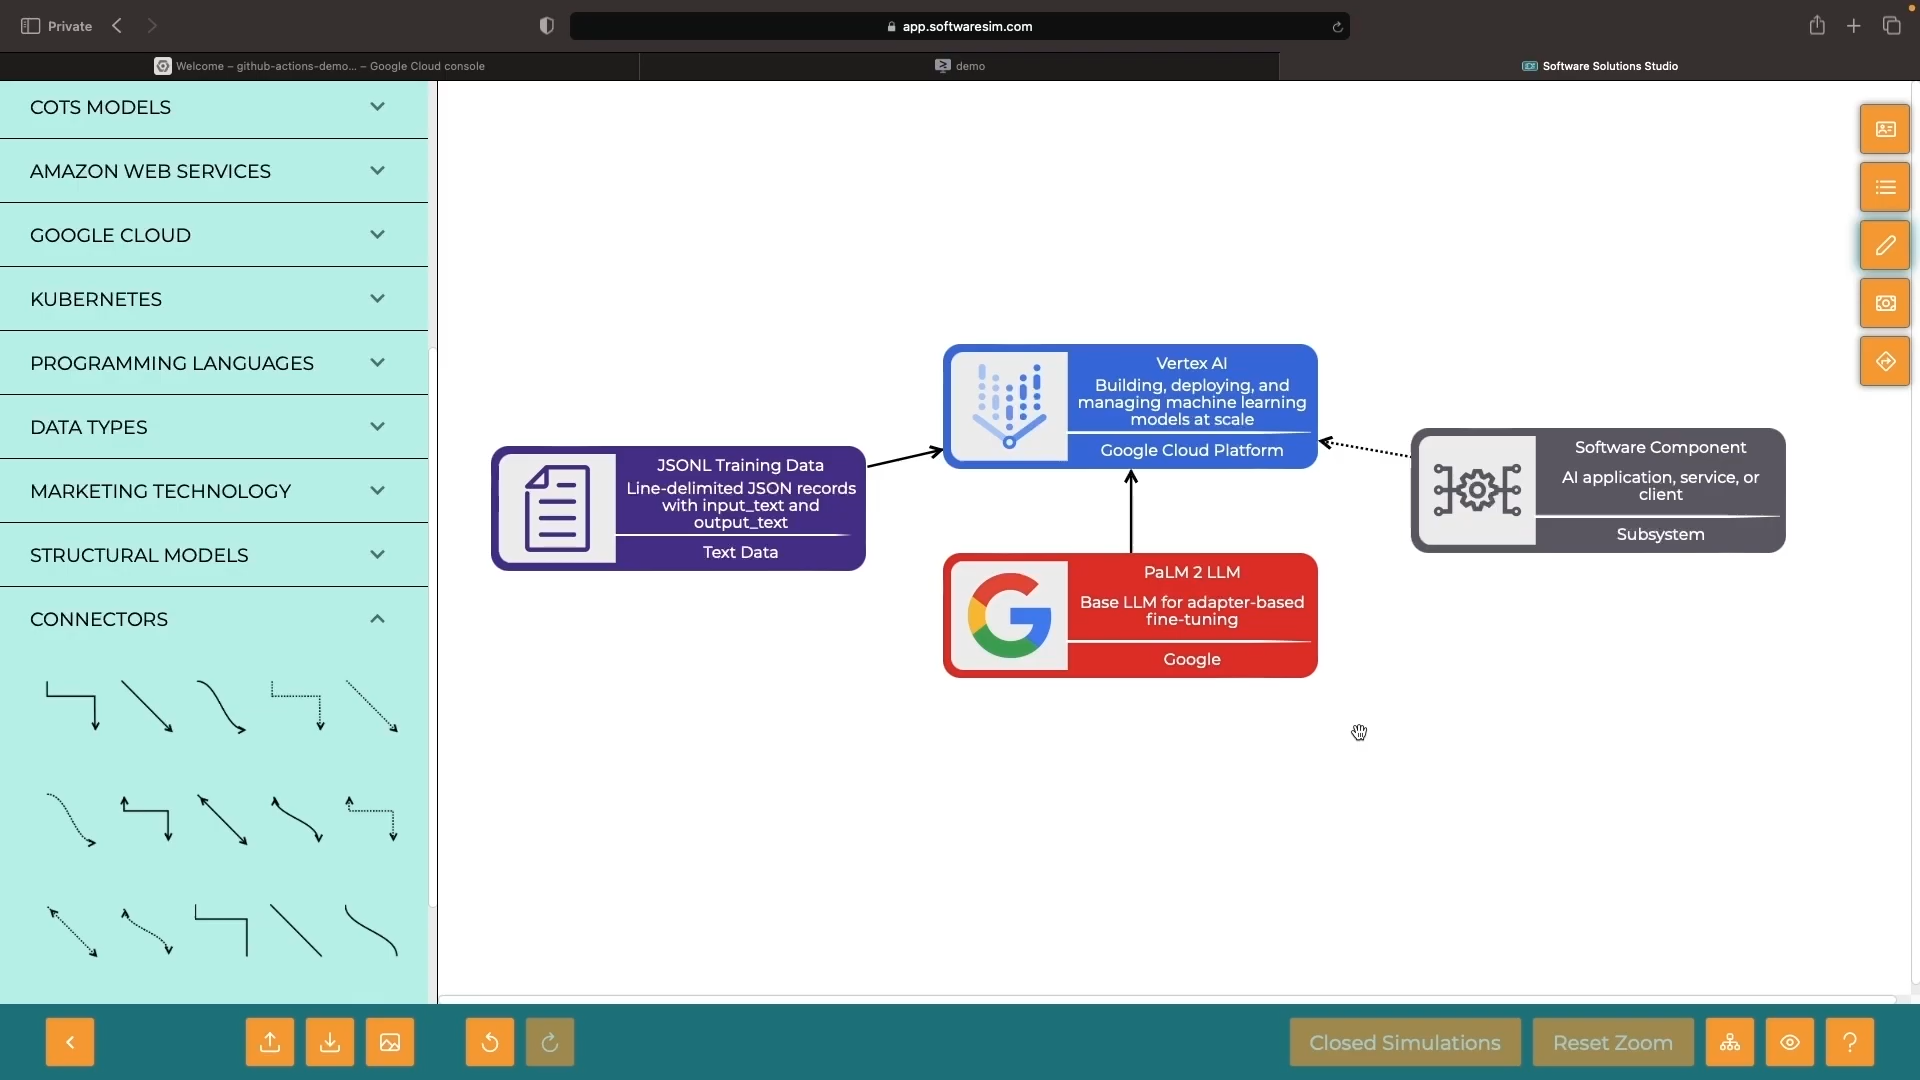 Private
app.softwaresim.com
Welcome – github-actions-demo... – Google Cloud console
demo
Software Solutions Studio
COTS MODELS
AMAZON WEB SERVICES
GOOGLE CLOUD
KUBERNETES
PROGRAMMING LANGUAGES
DATA TYPES
MARKETING TECHNOLOGY
STRUCTURAL MODELS
CONNECTORS
JSONL Training Data
Line-delimited JSON records
with input_text and
output_text
Text Data
Vertex AI
Building, deploying, and
managing machine learning
models at scale
Google Cloud Platform
PaLM 2 LLM
Base LLM for adapter-based
fine-tuning
Google
Software Component
AI application, service, or
client
Subsystem
Closed Simulations
Reset Zoom
?